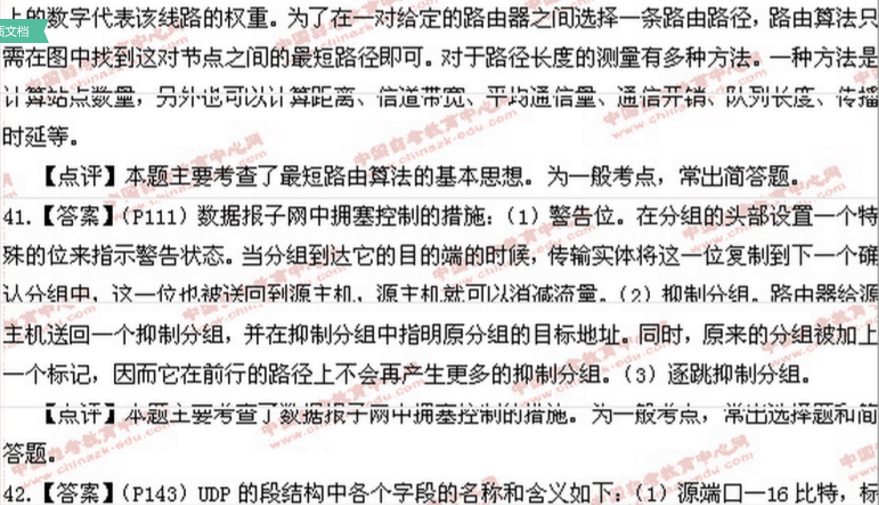 质文档
上的数字代表该线路的权重。为了在一对给定的路由器之间选择一条路由路径，路由算法只
需在图中找到这对节点之间的最短路径即可。对于路径长度的测量有多种方法。一种方法是
计算站点数量，另外也可以计算距离、信道带宽、平均通信量、通信开销、队列长度、传播
时延等。
【点评】本题主要考查了最短路由算法的基本思想。为一般考点，常出简答题。
41.【答案】(P111) 数据报子网中拥塞控制的措施：(1) 警告位。在分组的头部设置一个特
殊的位来指示警告状态。当分组到达它的目的端的时候，传输实体将这一位复制到下一个确
认分组中，这一位也被送回到源主机，源主机就可以消减流量。(2) 抑制分组。路由器给源
主机送回一个抑制分组，并在抑制分组中指明原分组的目标地址。同时，原来的分组被加上
一个标记，因而它在前行的路径上不会再产生更多的抑制分组。(3) 逐跳抑制分组。
【点评】本题主要考查了数据报子网中拥塞控制的措施。为一般考点，常出选择题和简
答题。
42.【答案】(P143) UDP 的段结构中各个字段的名称和含义如下：(1) 源端口—16 比特，标
中国自考教育中心网
www.chinazk-edu.com